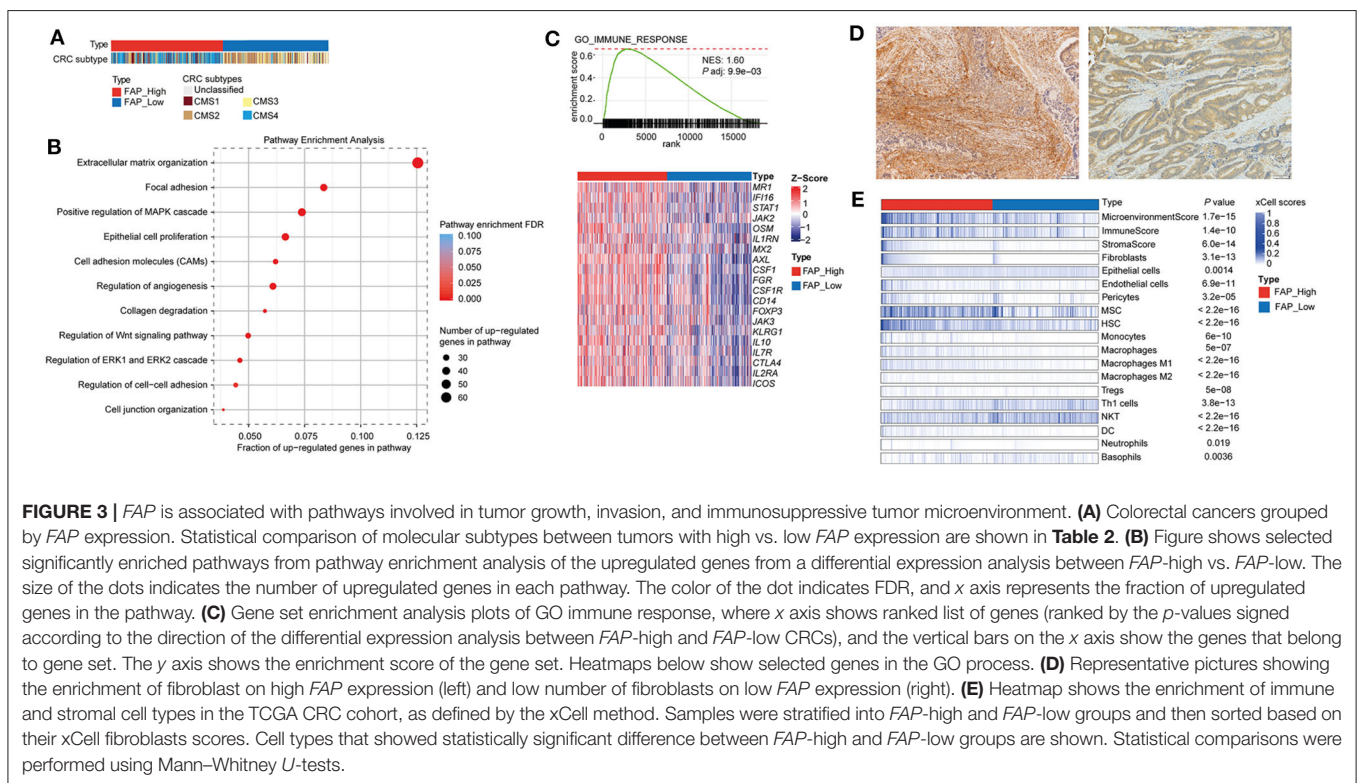 A
Type
CRC subtype
Type
FAP_High
FAP_Low
CRC subtypes
Unclassified
CMS1
CMS2
CMS3
CMS4
B
Pathway Enrichment Analysis
Extracellular matrix organization
Focal adhesion
Positive regulation of MAPK cascade
Epithelial cell proliferation
Cell adhesion molecules (CAMs)
Regulation of angiogenesis
Collagen degradation
Regulation of Wnt signaling pathway
Regulation of ERK1 and ERK2 cascade
Regulation of cell-cell adhesion
Cell junction organization
0.050 0.075 0.100 0.125
Fraction of up-regulated genes in pathway
Pathway enrichment FDR
0.100
0.075
0.050
0.025
0.000
Number of up-regulated
genes in pathway
30
40
50
60
C
GO_IMMUNE_RESPONSE
NES: 1.60
P adj: 9.9e−03
enrichment score
0.6
0.4
0.2
0.0
0 5000 10000 15000
rank
Type
MR1
IFI16
STAT1
JAK2
OSM
IL1RN
MX2
AXL
CSF1
FGR
CSF1R
CD14
FOXP3
JAK3
KLRG1
IL10
IL7R
CTLA4
IL2RA
ICOS
Z-Score
2
1
0
-1
-2
Type
FAP_High
FAP_Low
D
E
Type P value
MicroenvironmentScore 1.7e-15
ImmuneScore 1.4e-10
StromaScore 6.0e-14
Fibroblasts 3.1e-13
Epithelial cells 0.0014
Endothelial cells 6.9e-11
Pericytes 3.2e-05
MSC < 2.2e-16
HSC < 2.2e-16
Monocytes 6e-10
Macrophages 5e-07
Macrophages M1 < 2.2e-16
Macrophages M2 < 2.2e-16
Tregs 5e-08
Th1 cells 3.8e-13
NKT < 2.2e-16
DC < 2.2e-16
Neutrophils 0.019
Basophils 0.0036
xCell scores
1
0.8
0.6
0.4
0.2
0
Type
FAP_High
FAP_Low
FIGURE 3 | FAP is associated with pathways involved in tumor growth, invasion, and immunosuppressive tumor microenvironment. (A) Colorectal cancers grouped
by FAP expression. Statistical comparison of molecular subtypes between tumors with high vs. low FAP expression are shown in Table 2. (B) Figure shows selected
significantly enriched pathways from pathway enrichment analysis of the upregulated genes from a differential expression analysis between FAP-high vs. FAP-low. The
size of the dots indicates the number of upregulated genes in each pathway. The color of the dot indicates FDR, and x axis represents the fraction of upregulated
genes in the pathway. (C) Gene set enrichment analysis plots of GO immune response, where x axis shows ranked list of genes (ranked by the p-values signed
according to the direction of the differential expression analysis between FAP-high and FAP-low CRCs), and the vertical bars on the x axis show the genes that belong
to gene set. The y axis shows the enrichment score of the gene set. Heatmaps below show selected genes in the GO process. (D) Representative pictures showing
the enrichment of fibroblast on high FAP expression (left) and low number of fibroblasts on low FAP expression (right). (E) Heatmap shows the enrichment of immune
and stromal cell types in the TCGA CRC cohort, as defined by the xCell method. Samples were stratified into FAP-high and FAP-low groups and then sorted based on
their xCell fibroblasts scores. Cell types that showed statistically significant difference between FAP-high and FAP-low groups are shown. Statistical comparisons were
performed using Mann–Whitney U-tests.